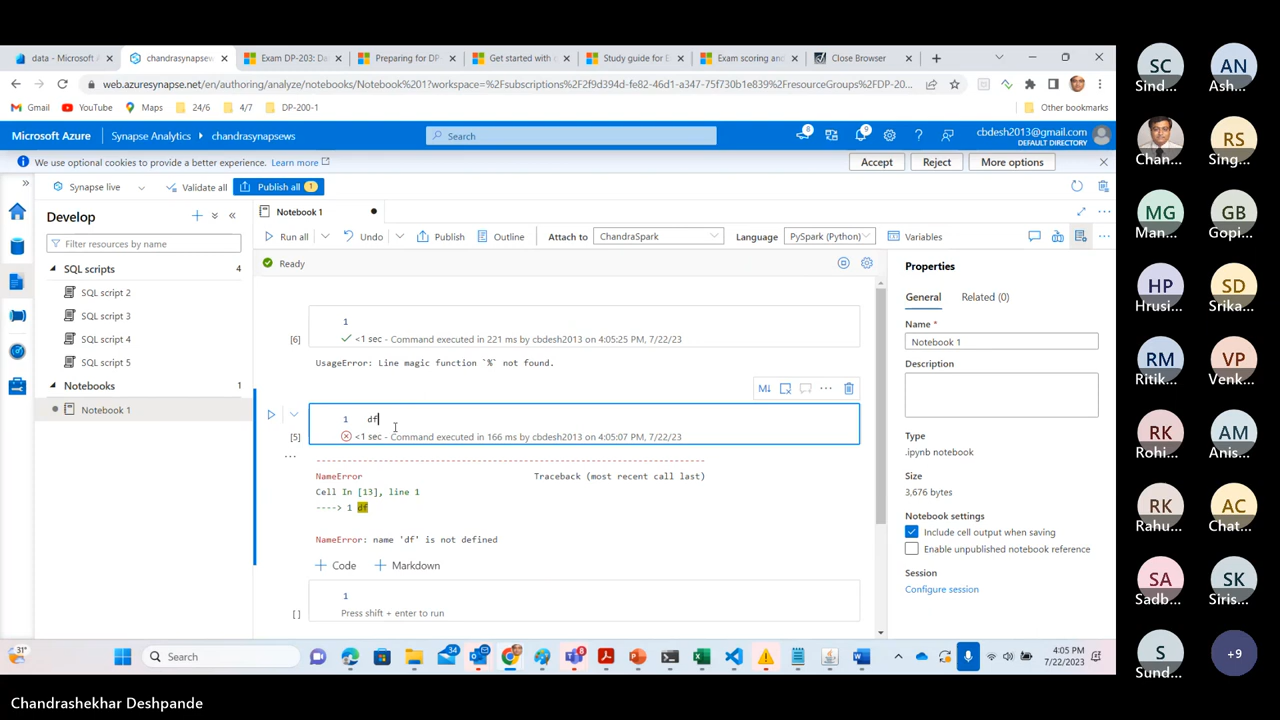 data - Microsoft A
chandrasynapsew
Exam DP-203: Da
Preparing for DP
Get started with A
Study guide for E
Exam scoring and
Close Browser
web.azuresynapse.net/en/authoring/analyze/notebooks/Notebook%201?workspace=%2Fsubscriptions%2F2f9d394d-fe82-46d1-a347-75f730b1e839%2FresourceGroups%2FDP-20...
Gmail
YouTube
Maps
24/6
4/7
DP-200-1
Other bookmarks
Microsoft Azure
Synapse Analytics
chandrasynapsews
Search
8
9
cbdesh2013@gmail.com
DEFAULT DIRECTORY
We use optional cookies to provide a better experience. Learn more
Accept
Reject
More options
Synapse live
Validate all
Publish all 1
Develop
Filter resources by name
SQL scripts 4
SQL script 2
SQL script 3
SQL script 4
SQL script 5
Notebooks 1
Notebook 1
Notebook 1
Run all
Undo
Publish
Outline
Attach to
ChandraSpark
Language
PySpark (Python)
Variables
Ready
1
[6]
<1 sec - Command executed in 221 ms by cbdesh2013 on 4:05:25 PM, 7/22/23
UsageError: Line magic function `%` not found.
M↓
1 df
[5]
<1 sec - Command executed in 166 ms by cbdesh2013 on 4:05:07 PM, 7/22/23
---------------------------------------------------------------------------
NameError Traceback (most recent call last)
Cell In [13], line 1
----> 1 df
NameError: name 'df' is not defined
+ Code + Markdown
1
[ ]
Press shift + enter to run
Properties
General
Related (0)
Name *
Notebook 1
Description
Type
.ipynb notebook
Size
3,676 bytes
Notebook settings
Include cell output when saving
Enable unpublished notebook reference
Session
Configure session
31°
Search
34
8
4:05 PM
7/22/2023
SC
Sind...
AN
Ash...
Chan...
RS
Sing...
MG
Man...
GB
Gopi...
HP
Hrusi...
SD
Srika...
RM
Ritik...
VP
Venk...
RK
Rohi...
AM
Anis...
RK
Rahu...
AC
Chat...
SA
Sadb...
SK
Siris...
S
Sund...
+9
Chandrashekhar Deshpande